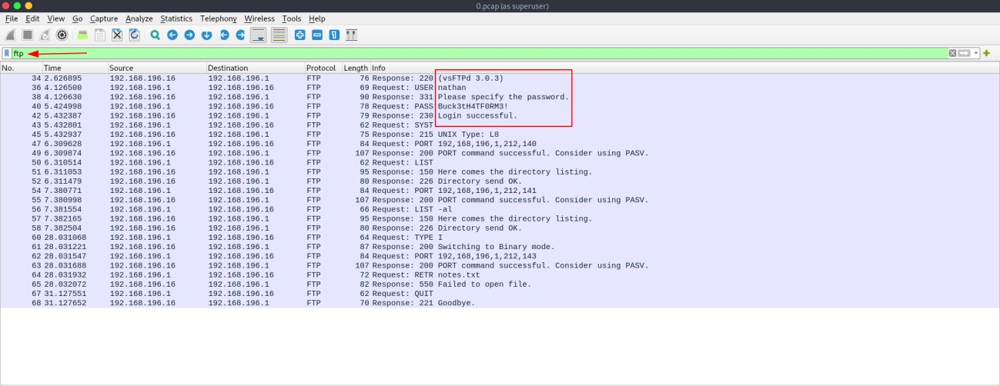 0.pcap (as superuser)
File Edit View Go Capture Analyze Statistics Telephony Wireless Tools Help
ftp
No. Time Source Destination Protocol Length Info
34 2.626895 192.168.196.16 192.168.196.1 FTP 76 Response: 220 (vsFTPd 3.0.3)
36 4.126500 192.168.196.1 192.168.196.16 FTP 69 Request: USER nathan
38 4.126630 192.168.196.16 192.168.196.1 FTP 90 Response: 331 Please specify the password.
40 5.424998 192.168.196.1 192.168.196.16 FTP 78 Request: PASS Buck3tH4TF0RM3!
42 5.432387 192.168.196.16 192.168.196.1 FTP 79 Response: 230 Login successful.
43 5.432801 192.168.196.1 192.168.196.16 FTP 62 Request: SYST
45 5.432937 192.168.196.16 192.168.196.1 FTP 75 Response: 215 UNIX Type: L8
47 6.309628 192.168.196.1 192.168.196.16 FTP 84 Request: PORT 192,168,196,1,212,140
49 6.309874 192.168.196.16 192.168.196.1 FTP 107 Response: 200 PORT command successful. Consider using PASV.
50 6.310514 192.168.196.1 192.168.196.16 FTP 62 Request: LIST
51 6.311053 192.168.196.16 192.168.196.1 FTP 95 Response: 150 Here comes the directory listing.
52 6.311479 192.168.196.16 192.168.196.1 FTP 80 Response: 226 Directory send OK.
54 7.380771 192.168.196.1 192.168.196.16 FTP 84 Request: PORT 192,168,196,1,212,141
55 7.380998 192.168.196.16 192.168.196.1 FTP 107 Response: 200 PORT command successful. Consider using PASV.
56 7.381554 192.168.196.1 192.168.196.16 FTP 66 Request: LIST -al
57 7.382165 192.168.196.16 192.168.196.1 FTP 95 Response: 150 Here comes the directory listing.
58 7.382504 192.168.196.16 192.168.196.1 FTP 80 Response: 226 Directory send OK.
60 28.031068 192.168.196.1 192.168.196.16 FTP 64 Request: TYPE I
61 28.031221 192.168.196.16 192.168.196.1 FTP 87 Response: 200 Switching to Binary mode.
62 28.031547 192.168.196.1 192.168.196.16 FTP 84 Request: PORT 192,168,196,1,212,143
63 28.031688 192.168.196.16 192.168.196.1 FTP 107 Response: 200 PORT command successful. Consider using PASV.
64 28.031932 192.168.196.1 192.168.196.16 FTP 72 Request: RETR notes.txt
65 28.032072 192.168.196.16 192.168.196.1 FTP 82 Response: 550 Failed to open file.
67 31.127551 192.168.196.1 192.168.196.16 FTP 62 Request: QUIT
68 31.127652 192.168.196.16 192.168.196.1 FTP 70 Response: 221 Goodbye.